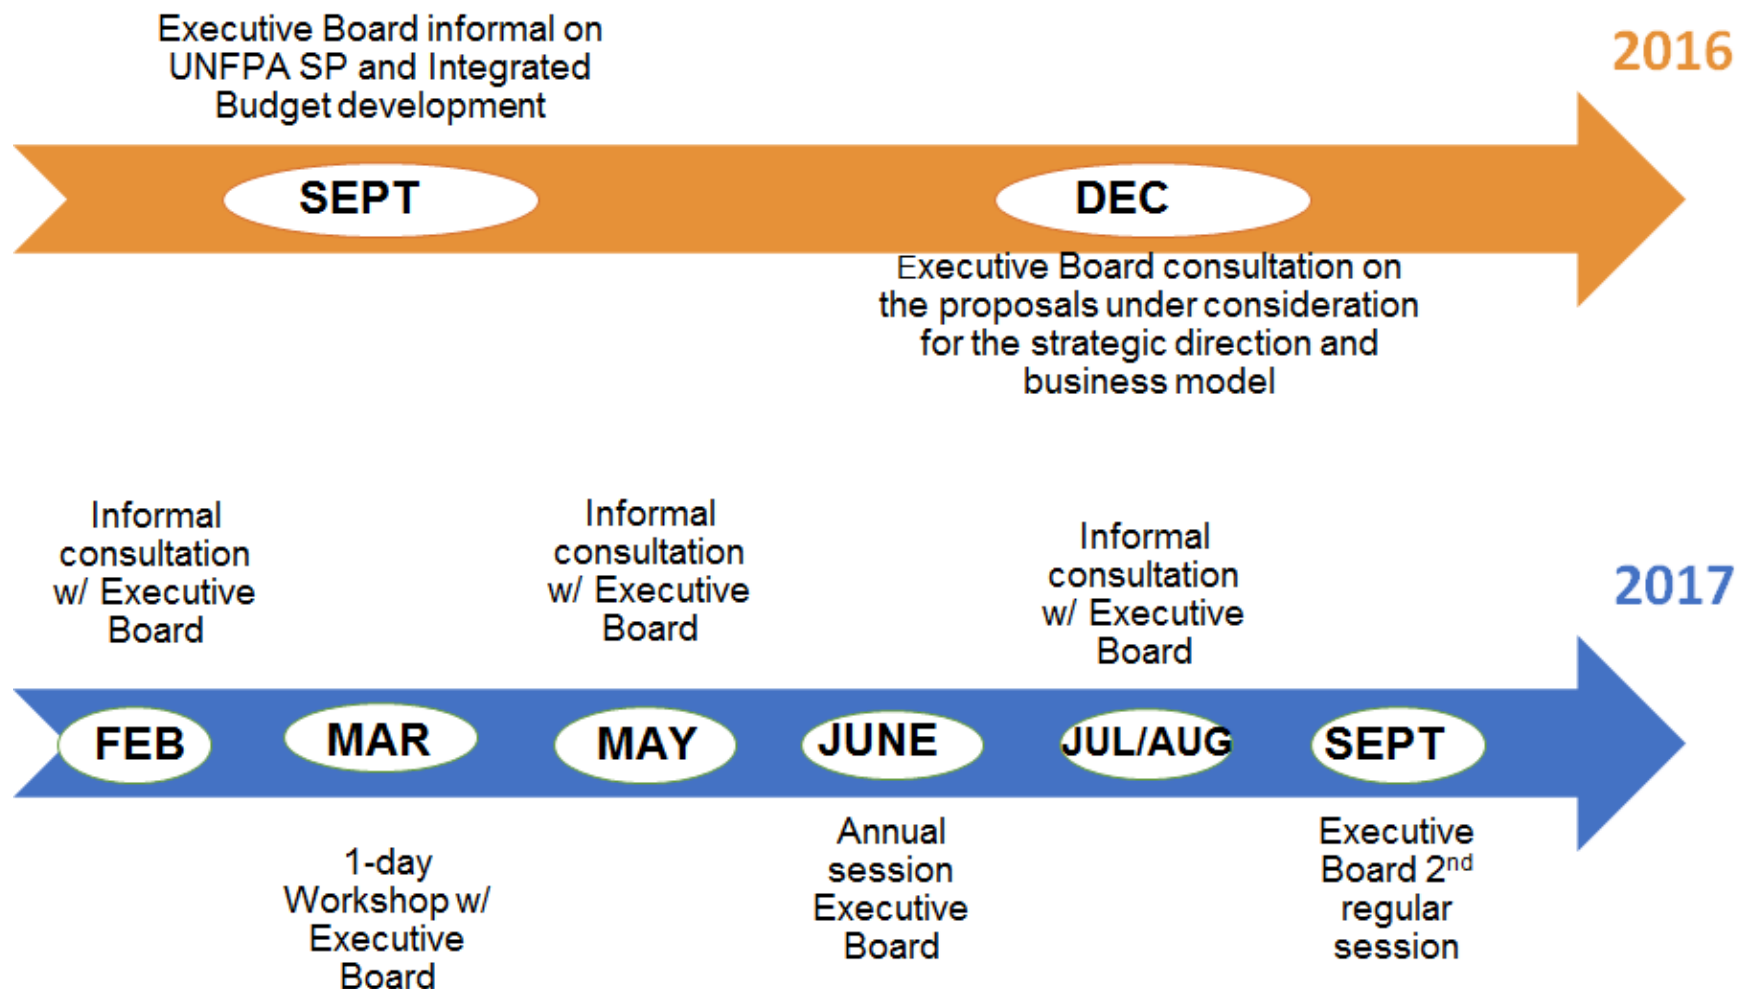 Executive Board informal on
UNFPA SP and Integrated
Budget development
2016
SEPT
DEC
Executive Board consultation on
the proposals under consideration
for the strategic direction and
business model
Informal
consultation
w/ Executive
Board
Informal
consultation
w/ Executive
Board
Informal
consultation
w/ Executive
Board
2017
FEB
MAR
MAY
JUNE
JUL/AUG
SEPT
1-day
Workshop w/
Executive
Board
Annual
session
Executive
Board
Executive
Board 2nd
regular
session